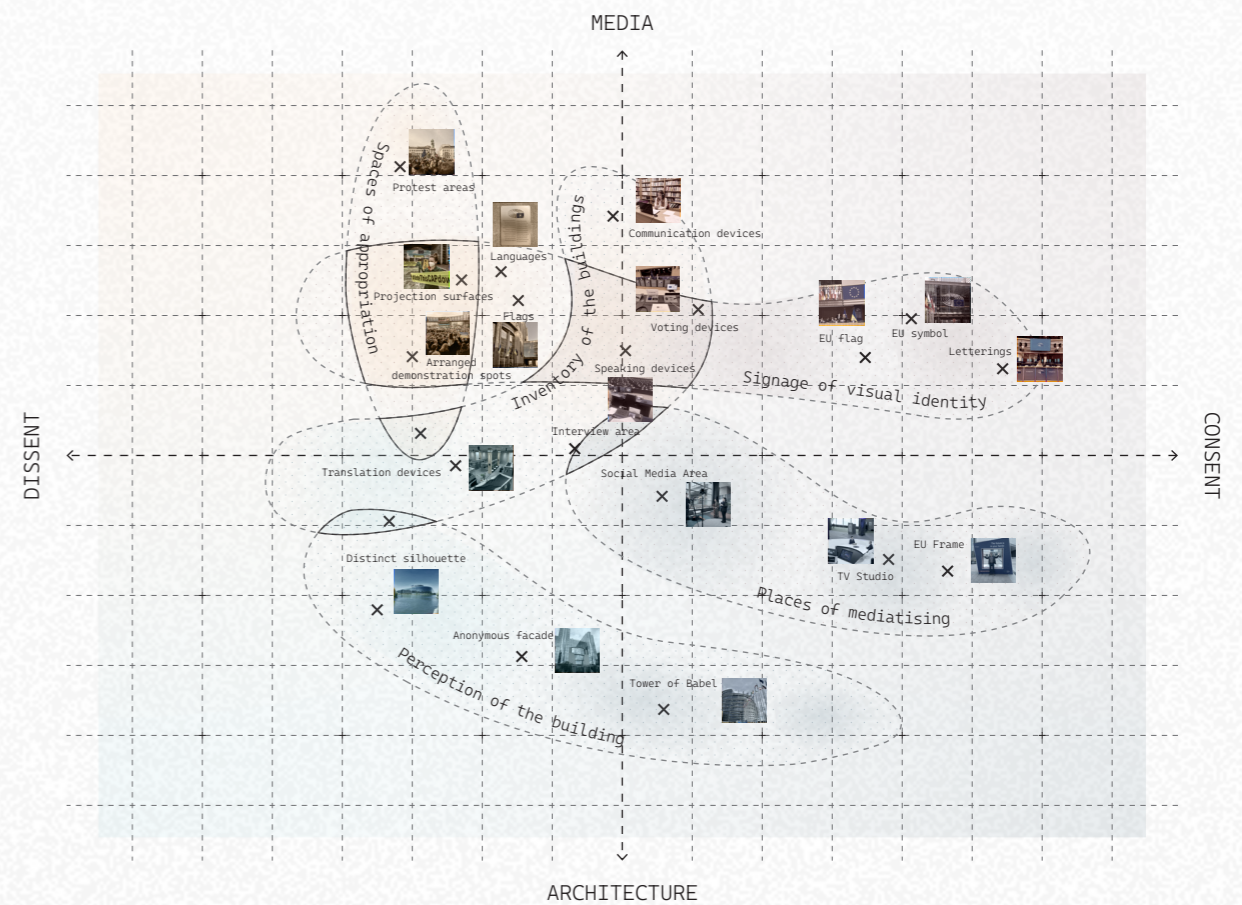 MEDIA
Spaces of appropriation
Protest areas
Inventory of the buildings
Communication devices
Languages
Projection surfaces
Flags
Voting devices
EU flag
EU symbol
Letterings
Arranged
demonstration spots
Speaking devices
Signage of visual identity
DISSENT
CONSENT
Interview area
Translation devices
Social Media Area
Distinct silhouette
EU Frame
TV Studio
Places of mediatising
Anonymous facade
Perception of the building
Tower of Babel
ARCHITECTURE